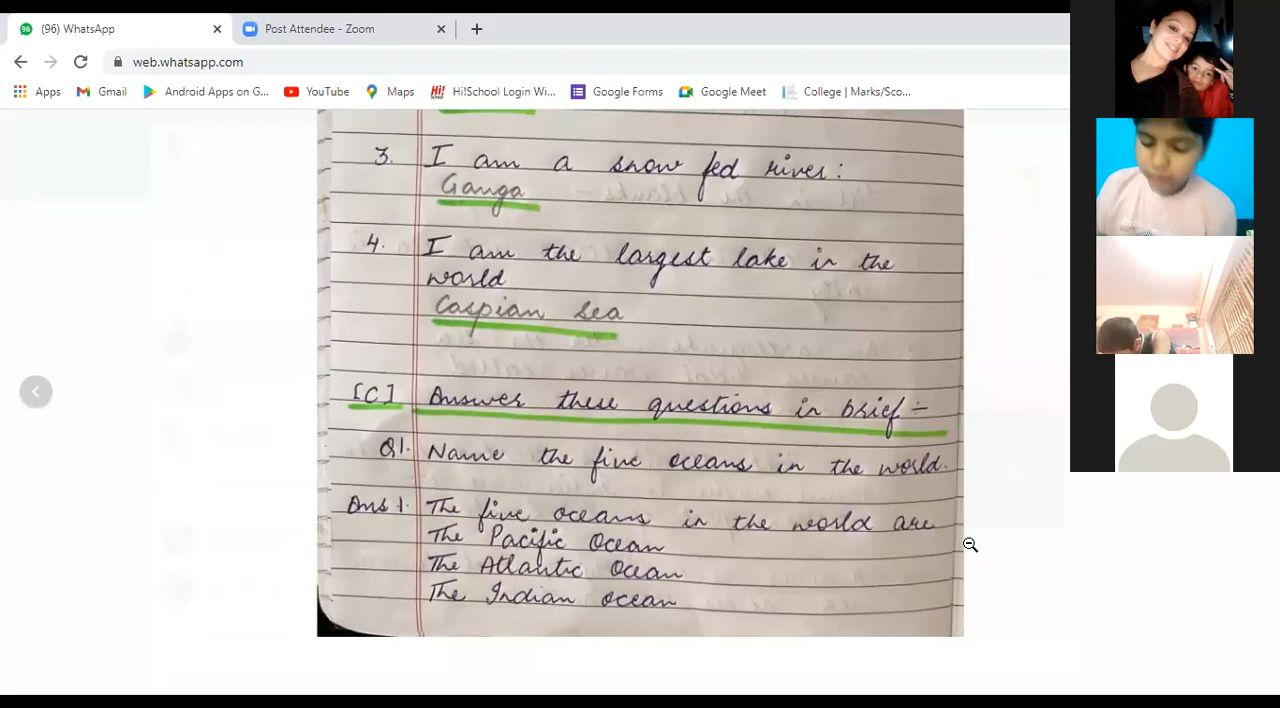 (96) WhatsApp
Post Attendee - Zoom
web.whatsapp.com
Apps
Gmail
Android Apps on G...
YouTube
Maps
Hi!School Login Wi...
Google Forms
Google Meet
College | Marks/Sco...
3. I am a snow fed river:
Ganga
4. I am the largest lake in the
world
Caspian Sea
[C] Answer these questions in brief -
Q1. Name the five oceans in the world.
Ans 1. The five oceans in the world are
The Pacific Ocean
The Atlantic Ocean
The Indian ocean